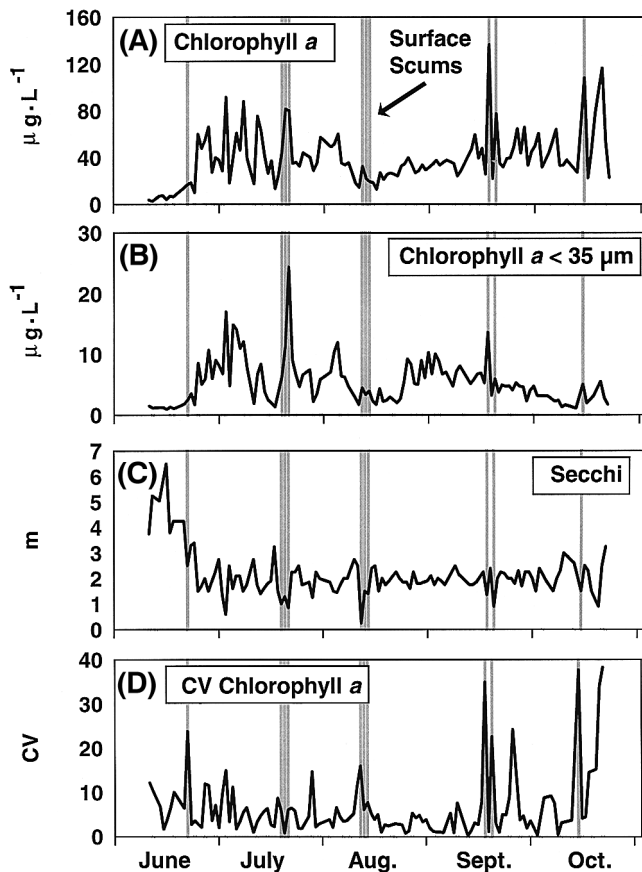 160
(A)
Chlorophyll a
Surface
Scums
120
80
40
0
µg·L⁻¹
30
(B)
Chlorophyll a < 35 µm
20
10
0
µg·L⁻¹
7
(C)
Secchi
6
5
4
3
2
1
0
m
40
(D)
CV Chlorophyll a
30
20
10
0
CV
June July Aug. Sept. Oct.